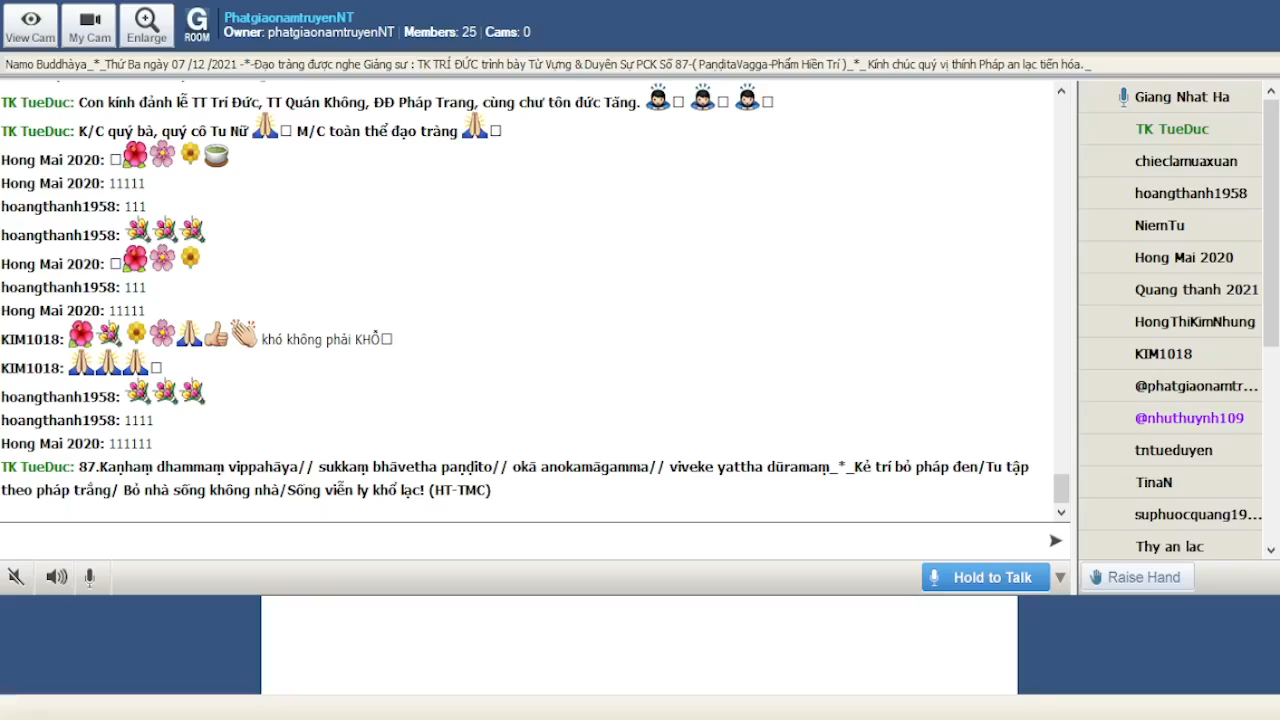 View Cam
My Cam
Enlarge
G
ROOM
PhatgiaonamtruyenNT
Owner: phatgiaonamtruyenNT | Members: 25 | Cams: 0
Namo Buddhàya_*_Thứ Ba ngày 07 /12 /2021 -*-Đạo tràng được nghe Giảng sư : TK TRÍ ĐỨC trình bày Từ Vựng & Duyên Sự PCK Số 87-( PaṇḍitaVagga-Phẩm Hiền Trí )_*_ Kính chúc quý vị thính Pháp an lạc tiến hóa._
TK TueDuc: Con kính đảnh lễ TT Trí Đức, TT Quán Không, ĐĐ Pháp Trang, cùng chư tôn đức Tăng.
TK TueDuc: K/C quý bà, quý cô Tu Nữ M/C toàn thể đạo tràng
Hong Mai 2020:
Hong Mai 2020: 11111
hoangthanh1958: 111
hoangthanh1958:
Hong Mai 2020:
hoangthanh1958: 111
Hong Mai 2020: 11111
KIM1018: khó không phải KHỔ
KIM1018:
hoangthanh1958:
hoangthanh1958: 1111
Hong Mai 2020: 111111
TK TueDuc: 87.Kaṇhaṃ dhammaṃ vippahāya// sukkaṃ bhāvetha paṇḍito// okā anokamāgamma// viveke yattha dūramaṃ_*_Kẻ trí bỏ pháp đen/Tu tập
theo pháp trắng/ Bỏ nhà sống không nhà/Sống viễn ly khổ lạc! (HT-TMC)
Giang Nhat Ha
TK TueDuc
chieclamuaxuan
hoangthanh1958
NiemTu
Hong Mai 2020
Quang thanh 2021
HongThiKimNhung
KIM1018
@phatgiaonamtr...
@nhuthuynh109
tntueduyen
TinaN
suphuocquang19...
Thy an lac
Hold to Talk
Raise Hand